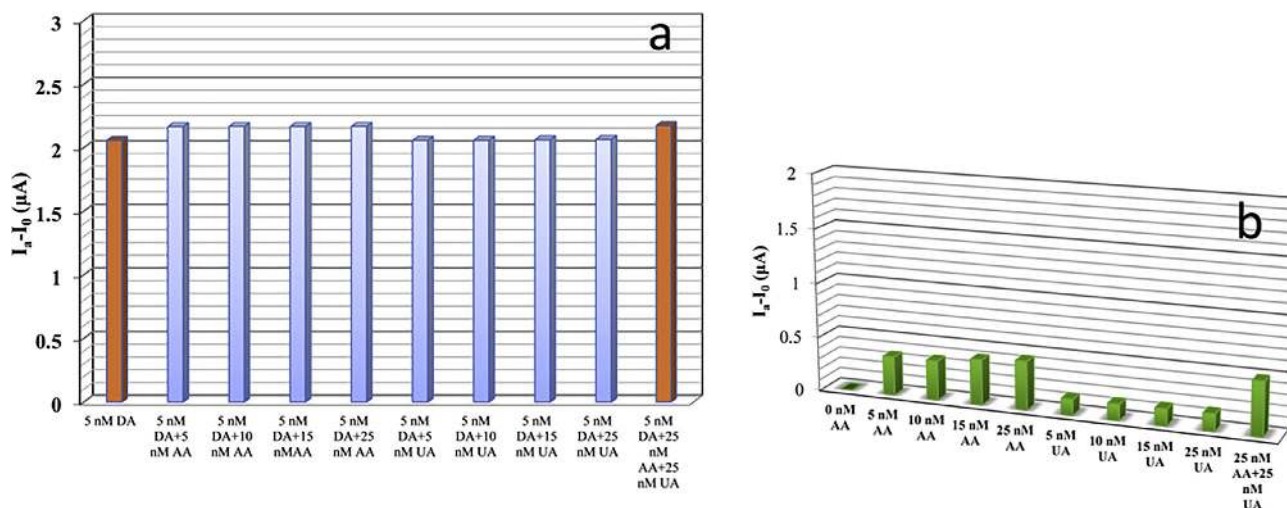 a
3
2.5
2
1.5
1
0.5
0
Ia-I0 (µA)
5 nM DA
5 nM
DA+5
nM AA
5 nM
DA+10
nM AA
5 nM
DA+15
nMAA
5 nM
DA+25
nM AA
5 nM
DA+5
nM UA
5 nM
DA+10
nM UA
5 nM
DA+15
nM UA
5 nM
DA+25
nM UA
5 nM
DA+25
nM
AA+25
nM UA
b
2
1.5
1
0.5
0
Ia-I0 (µA)
0 nM
AA
5 nM
AA
10 nM
AA
15 nM
AA
25 nM
AA
5 nM
UA
10 nM
UA
15 nM
UA
25 nM
UA
25 nM
AA+25
nM
UA